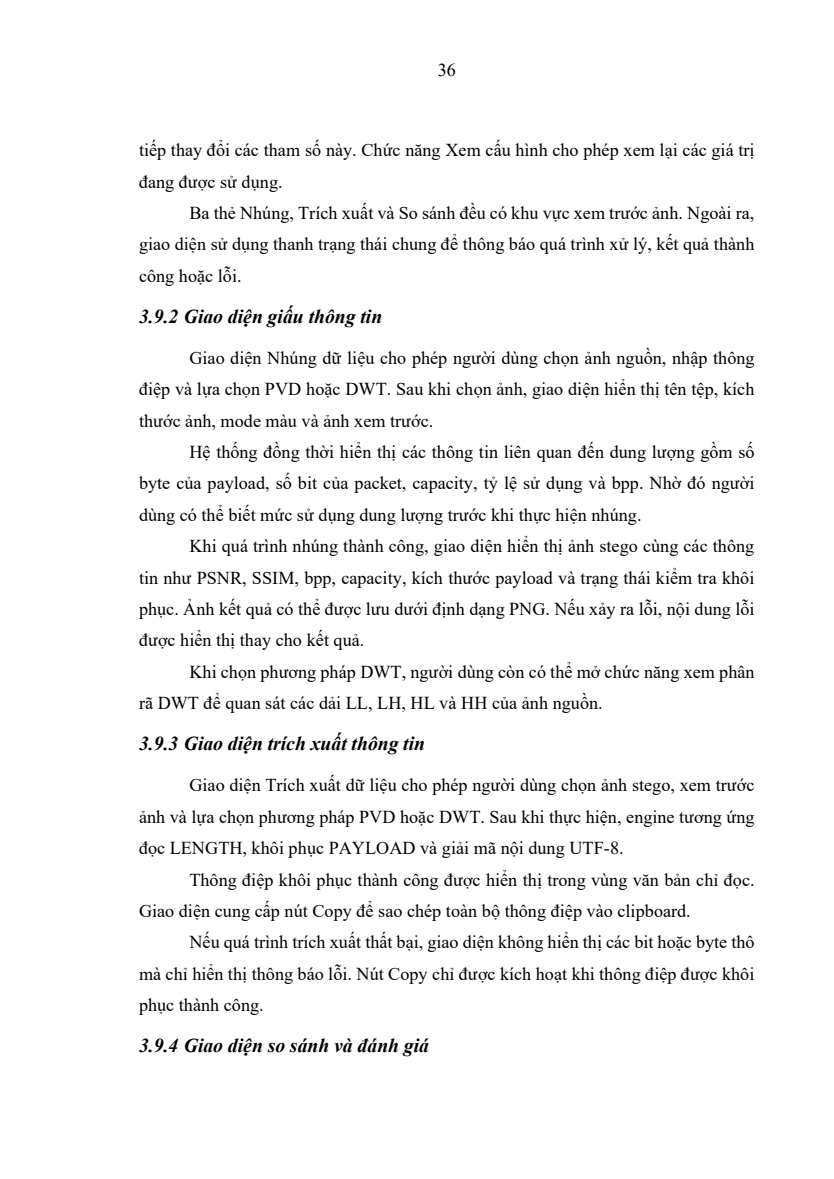 36
tiếp thay đổi các tham số này. Chức năng Xem cấu hình cho phép xem lại các giá trị
đang được sử dụng.
Ba thẻ Nhúng, Trích xuất và So sánh đều có khu vực xem trước ảnh. Ngoài ra,
giao diện sử dụng thanh trạng thái chung để thông báo quá trình xử lý, kết quả thành
công hoặc lỗi.
3.9.2 Giao diện giấu thông tin
Giao diện Nhúng dữ liệu cho phép người dùng chọn ảnh nguồn, nhập thông
điệp và lựa chọn PVD hoặc DWT. Sau khi chọn ảnh, giao diện hiển thị tên tệp, kích
thước ảnh, mode màu và ảnh xem trước.
Hệ thống đồng thời hiển thị các thông tin liên quan đến dung lượng gồm số
byte của payload, số bit của packet, capacity, tỷ lệ sử dụng và bpp. Nhờ đó người
dùng có thể biết mức sử dụng dung lượng trước khi thực hiện nhúng.
Khi quá trình nhúng thành công, giao diện hiển thị ảnh stego cùng các thông
tin như PSNR, SSIM, bpp, capacity, kích thước payload và trạng thái kiểm tra khôi
phục. Ảnh kết quả có thể được lưu dưới định dạng PNG. Nếu xảy ra lỗi, nội dung lỗi
được hiển thị thay cho kết quả.
Khi chọn phương pháp DWT, người dùng còn có thể mở chức năng xem phân
rã DWT để quan sát các dải LL, LH, HL và HH của ảnh nguồn.
3.9.3 Giao diện trích xuất thông tin
Giao diện Trích xuất dữ liệu cho phép người dùng chọn ảnh stego, xem trước
ảnh và lựa chọn phương pháp PVD hoặc DWT. Sau khi thực hiện, engine tương ứng
đọc LENGTH, khôi phục PAYLOAD và giải mã nội dung UTF-8.
Thông điệp khôi phục thành công được hiển thị trong vùng văn bản chỉ đọc.
Giao diện cung cấp nút Copy để sao chép toàn bộ thông điệp vào clipboard.
Nếu quá trình trích xuất thất bại, giao diện không hiển thị các bit hoặc byte thô
mà chỉ hiển thị thông báo lỗi. Nút Copy chỉ được kích hoạt khi thông điệp được khôi
phục thành công.
3.9.4 Giao diện so sánh và đánh giá